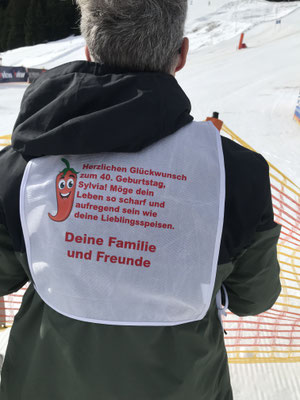 Herzlichen Glückwunsch
zum 40. Geburtstag,
Sylvia! Möge dein
Leben so scharf und
aufregend sein wie
deine Lieblingsspeisen.
Deine Familie
und Freunde